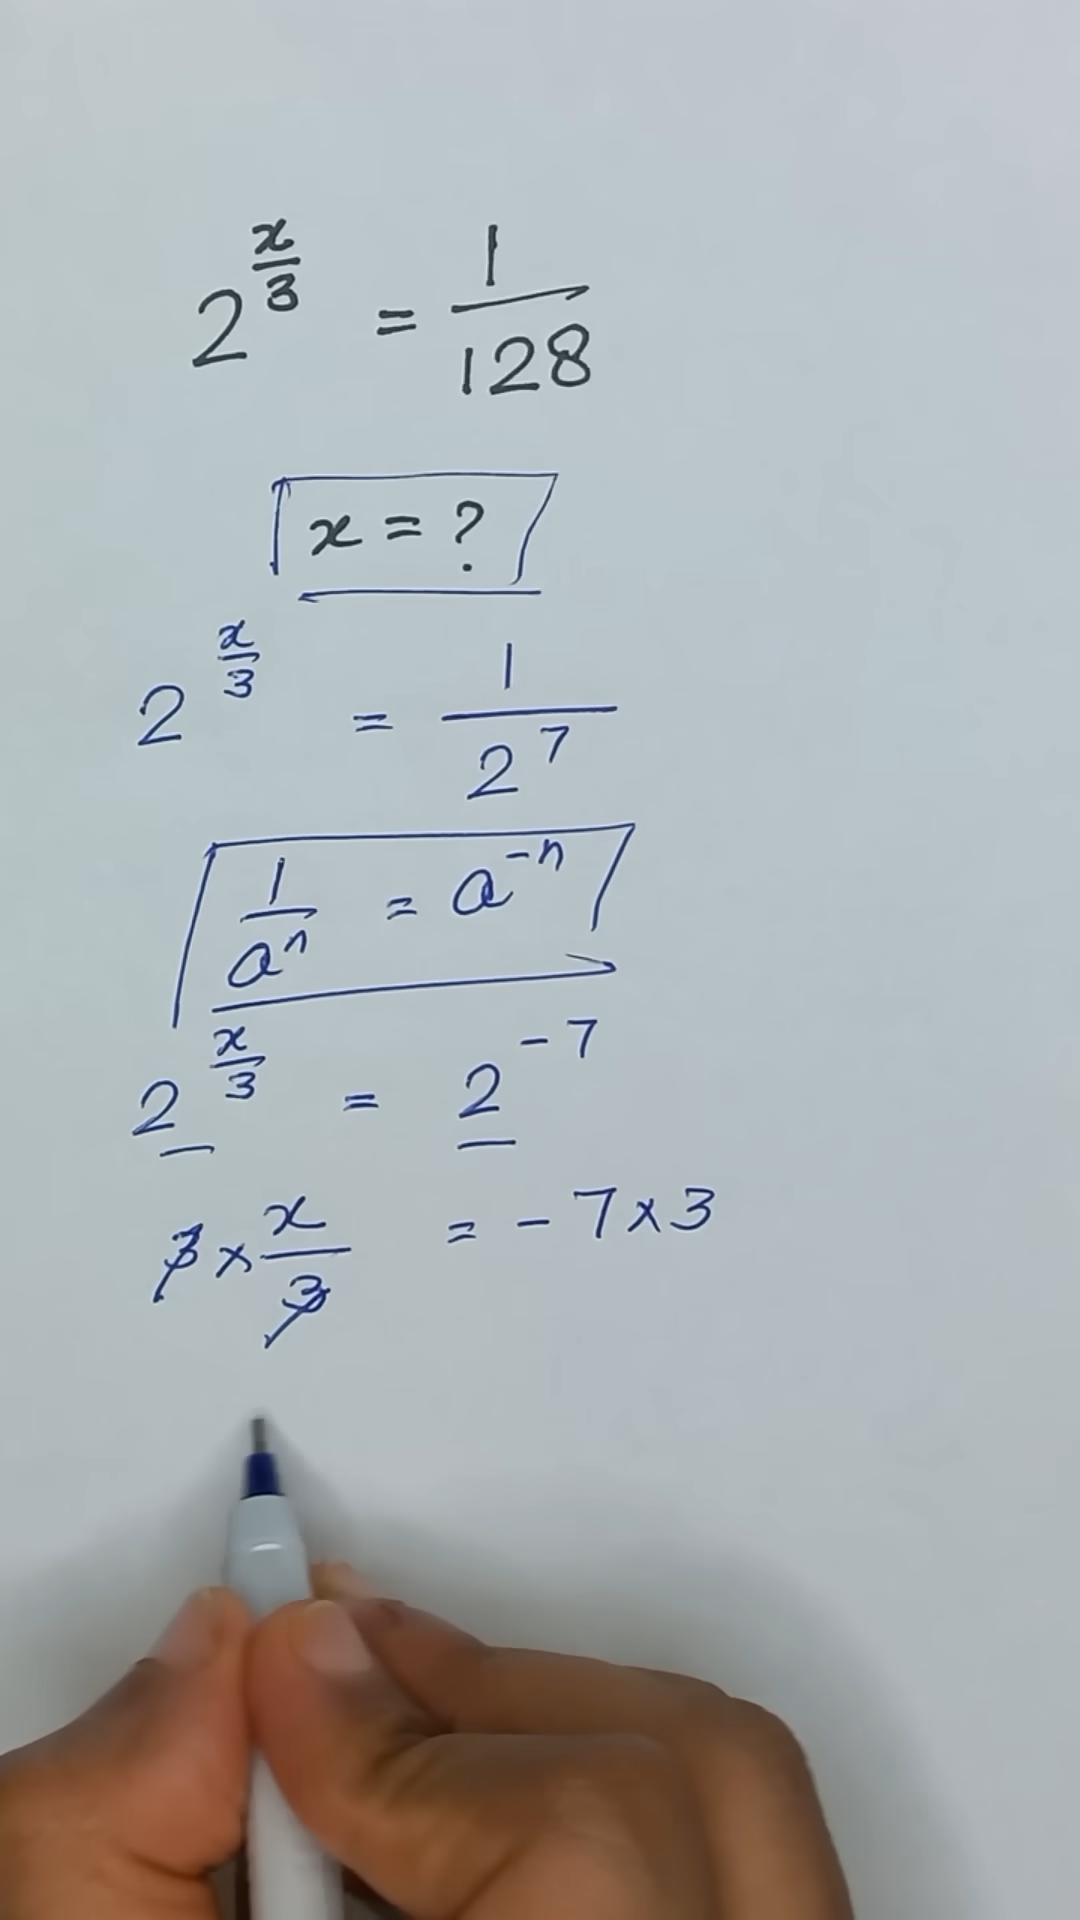 2^(x/3) = 1/128
x = ?
2^(x/3) = 1/2^7
1/a^n = a^-n
2^(x/3) = 2^-7
3 × x/3 = -7 × 3